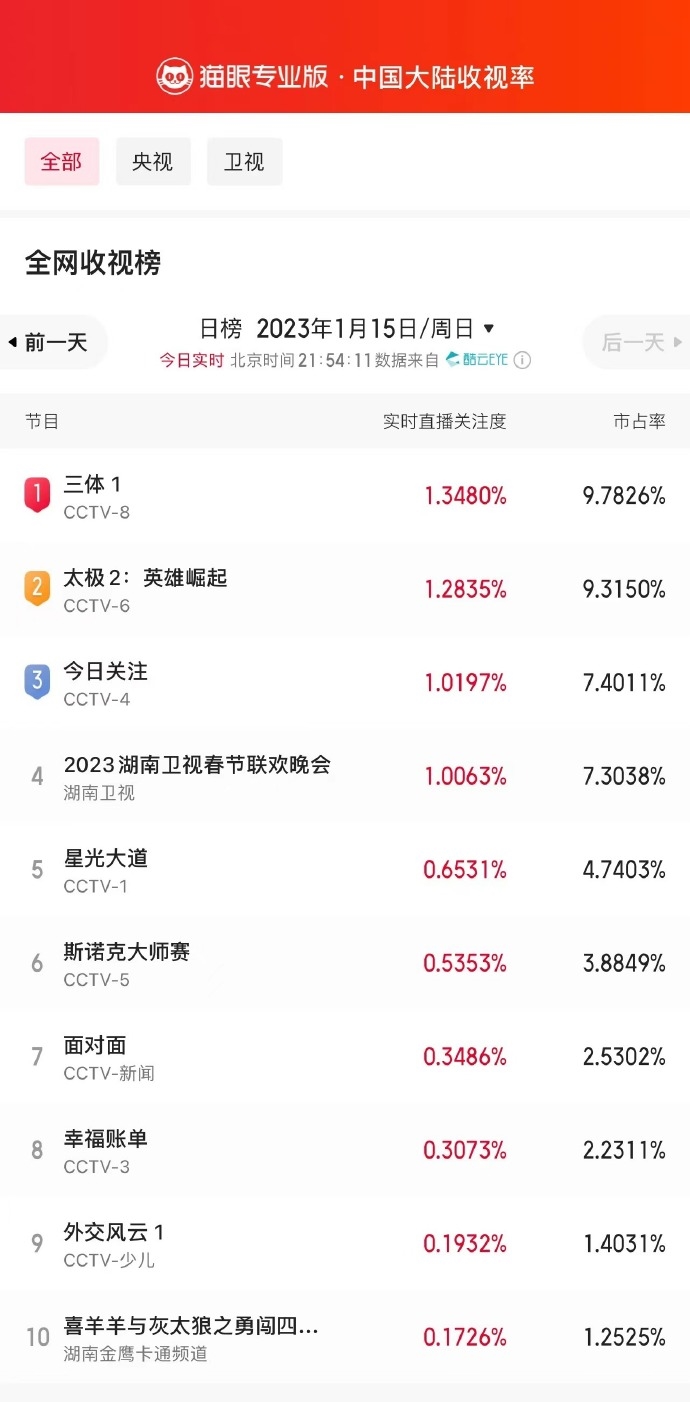 猫眼专业版 · 中国大陆收视率
全部 央视 卫视
全网收视榜
前一天 日榜 2023年1月15日/周日 后一天
今日实时 北京时间21:54:11数据来自 酷云EYE
节目 实时直播关注度 市占率
1 三体 1 1.3480% 9.7826%
CCTV-8
2 太极2：英雄崛起 1.2835% 9.3150%
CCTV-6
3 今日关注 1.0197% 7.4011%
CCTV-4
4 2023湖南卫视春节联欢晚会 1.0063% 7.3038%
湖南卫视
5 星光大道 0.6531% 4.7403%
CCTV-1
6 斯诺克大师赛 0.5353% 3.8849%
CCTV-5
7 面对面 0.3486% 2.5302%
CCTV-新闻
8 幸福账单 0.3073% 2.2311%
CCTV-3
9 外交风云 1 0.1932% 1.4031%
CCTV-少儿
10 喜羊羊与灰太狼之勇闯四... 0.1726% 1.2525%
湖南金鹰卡通频道